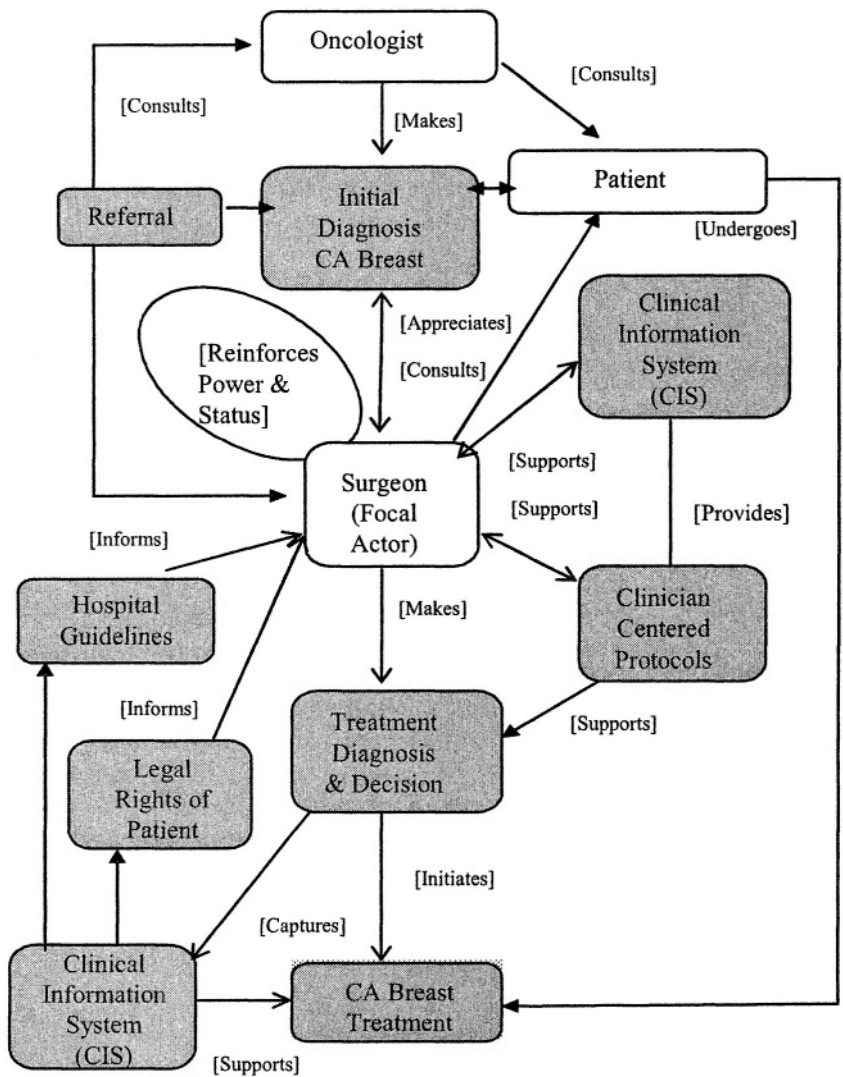 Oncologist
[Consults]
[Consults]
[Makes]
Patient
Initial
Diagnosis
CA Breast
Referral
[Undergoes]
Clinical
Information
System
(CIS)
[Appreciates]
[Reinforces
Power &
Status]
[Consults]
[Supports]
Surgeon
(Focal
Actor)
[Supports]
[Provides]
[Informs]
Hospital
Guidelines
[Makes]
Clinician
Centered
Protocols
[Informs]
Treatment
Diagnosis
& Decision
[Supports]
Legal
Rights of
Patient
[Initiates]
[Captures]
Clinical
Information
System
(CIS)
CA Breast
Treatment
[Supports]